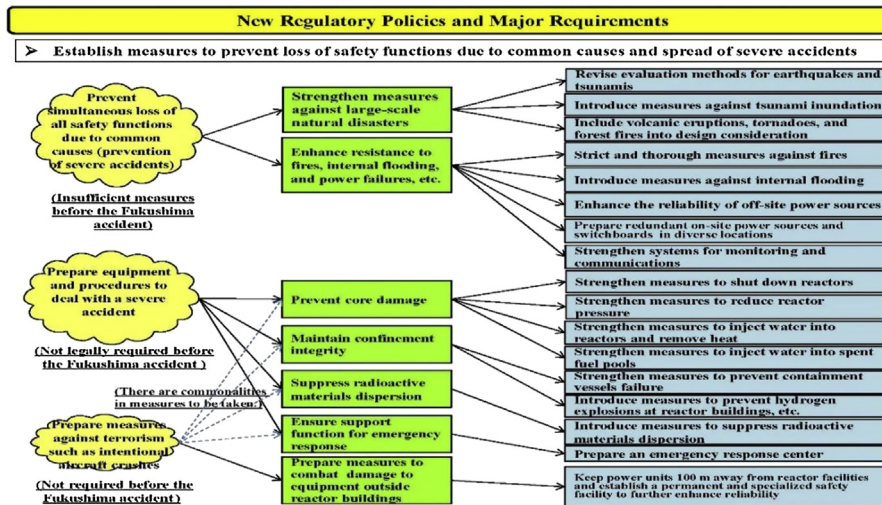 New Regulatory Policies and Major Requirements
➢ Establish measures to prevent loss of safety functions due to common causes and spread of severe accidents
Prevent
simultaneous loss of
all safety functions
due to common
causes (prevention
of severe accidents)
(Insufficient measures
before the Fukushima
accident)
Prepare equipment
and procedures to
deal with a severe
accident
(Not legally required before
the Fukushima accident )
(There are commonalities
in measures to be taken.)
Prepare measures
against terrorism
such as intentional
aircraft crashes
(Not required before the
Fukushima accident )
Strengthen measures
against large-scale
natural disasters
Enhance resistance to
fires, internal flooding,
and power failures, etc.
Prevent core damage
Maintain confinement
integrity
Suppress radioactive
materials dispersion
Ensure support
function for emergency
response
Prepare measures to
combat damage to
equipment outside
reactor buildings
Revise evaluation methods for earthquakes and
tsunamis
Introduce measures against tsunami inundation
Include volcanic eruptions, tornadoes, and
forest fires into design consideration
Strict and thorough measures against fires
Introduce measures against internal flooding
Enhance the reliability of off-site power sources
Prepare redundant on-site power sources and
switchboards in diverse locations
Strengthen systems for monitoring and
communications
Strengthen measures to shut down reactors
Strengthen measures to reduce reactor
pressure
Strengthen measures to inject water into
reactors and remove heat
Strengthen measures to inject water into spent
fuel pools
Strengthen measures to prevent containment
vessels failure
Introduce measures to prevent hydrogen
explosions at reactor buildings, etc.
Introduce measures to suppress radioactive
materials dispersion
Prepare an emergency response center
Keep power units 100 m away from reactor facilities
and establish a permanent and specialized safety
facility to further enhance reliability